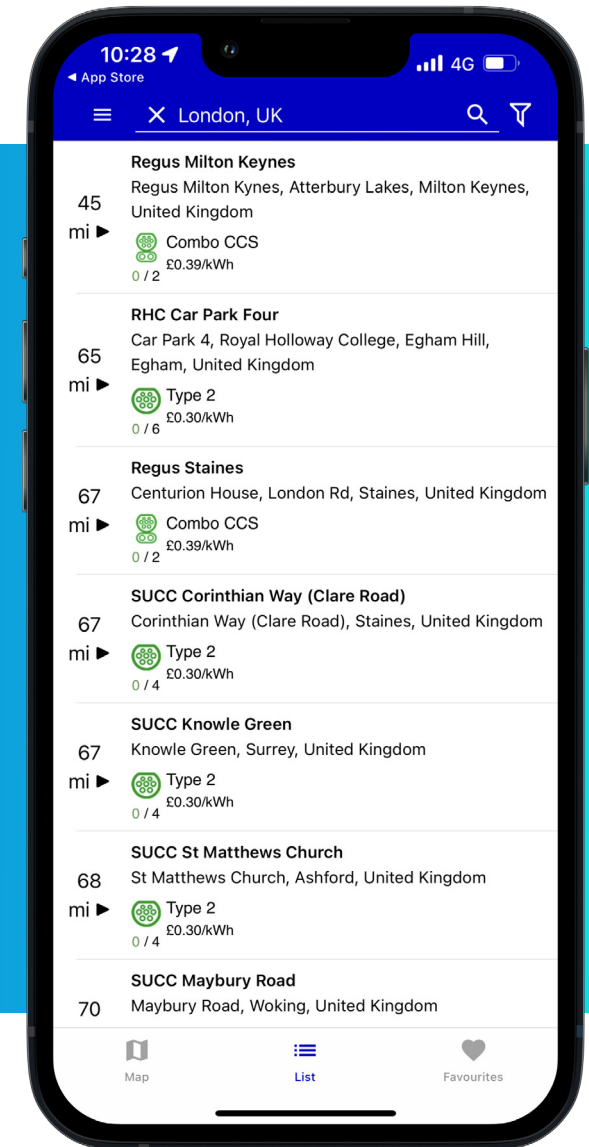 10:28
App Store
4G
London, UK
Regus Milton Keynes
Regus Milton Kynes, Atterbury Lakes, Milton Keynes,
United Kingdom
45
mi
Combo CCS
£0.39/kWh
0 / 2
RHC Car Park Four
Car Park 4, Royal Holloway College, Egham Hill,
Egham, United Kingdom
65
mi
Type 2
£0.30/kWh
0 / 6
Regus Staines
Centurion House, London Rd, Staines, United Kingdom
67
mi
Combo CCS
£0.39/kWh
0 / 2
SUCC Corinthian Way (Clare Road)
Corinthian Way (Clare Road), Staines, United Kingdom
67
mi
Type 2
£0.30/kWh
0 / 4
SUCC Knowle Green
Knowle Green, Surrey, United Kingdom
67
mi
Type 2
£0.30/kWh
0 / 4
SUCC St Matthews Church
St Matthews Church, Ashford, United Kingdom
68
mi
Type 2
£0.30/kWh
0 / 4
SUCC Maybury Road
Maybury Road, Woking, United Kingdom
70
Map
List
Favourites